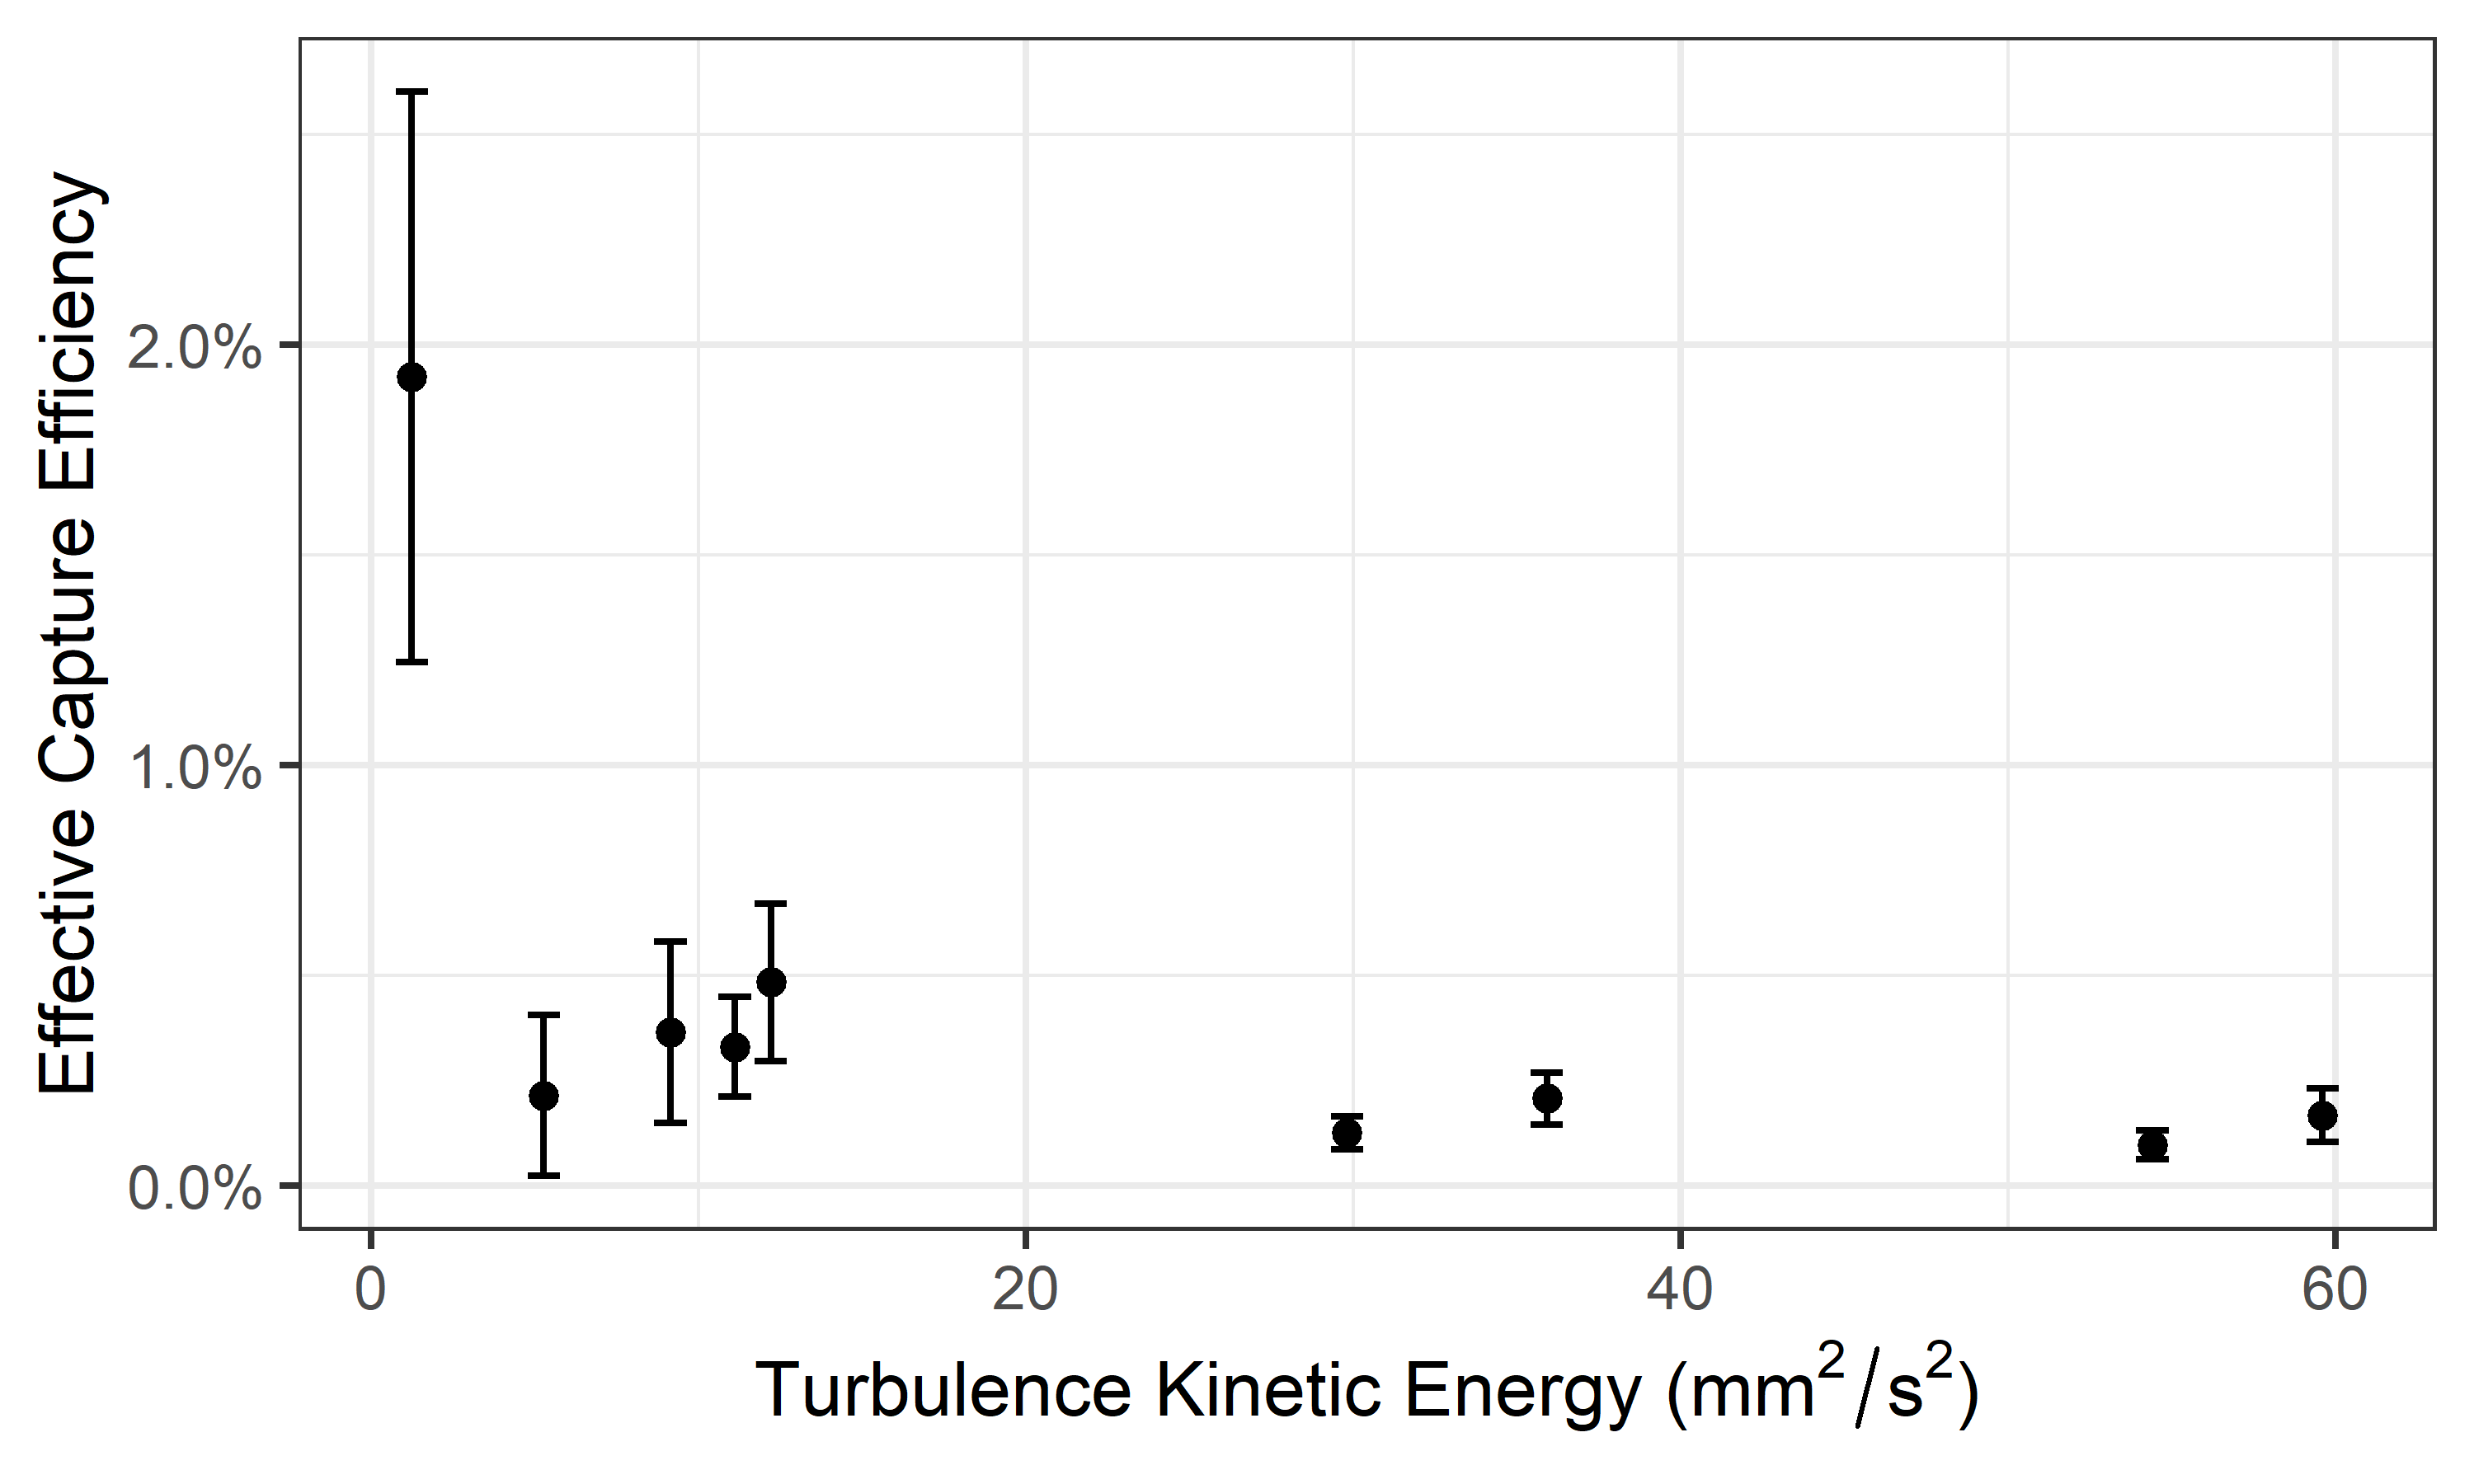 Effective Capture Efficiency
2.0%
1.0%
0.0%
0 20 40 60
Turbulence Kinetic Energy (mm²/s²)